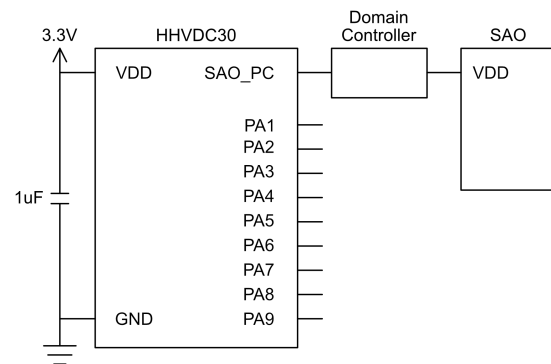 Domain
Controller
3.3V
HHVDC30
SAO
VDD
SAO_PC
VDD
PA1
PA2
PA3
1uF
PA4
PA5
PA6
PA7
PA8
GND
PA9